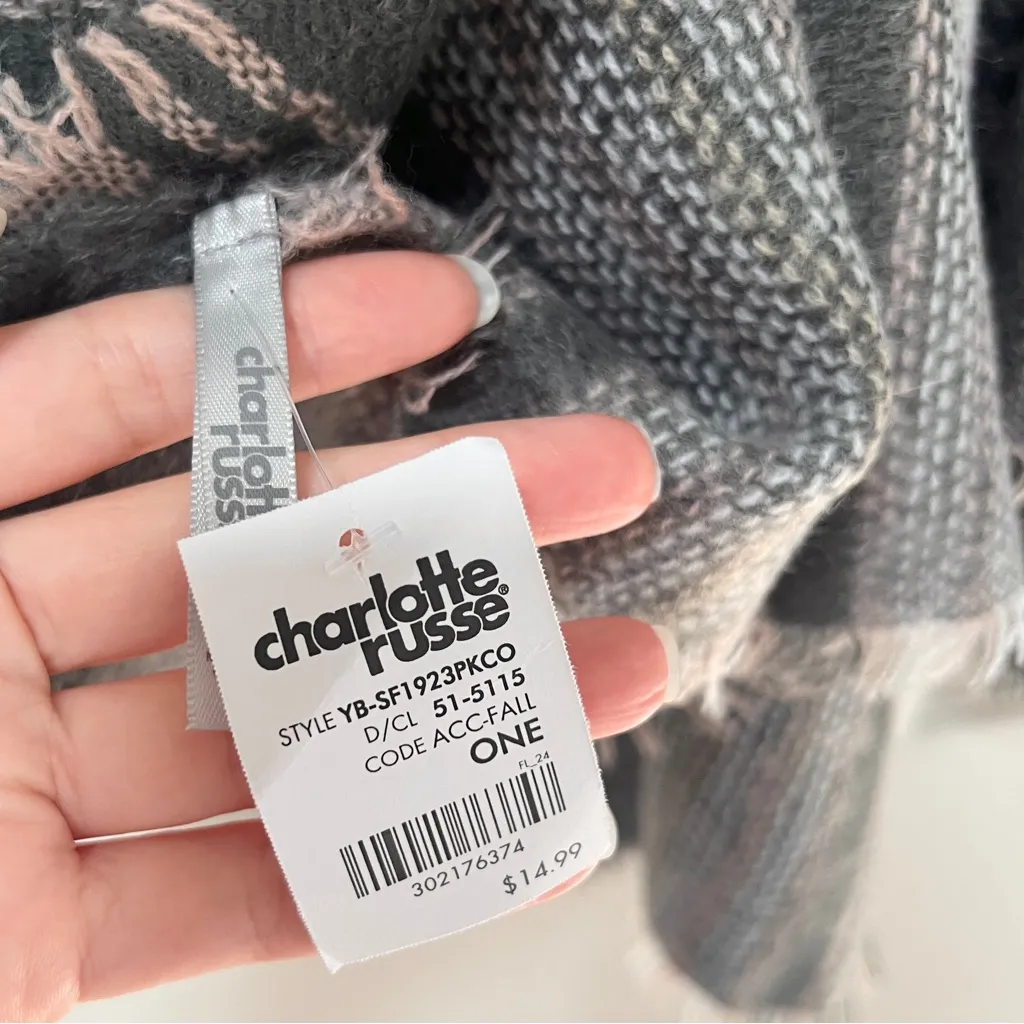 charlotte
russe
charlotte
russe®
STYLE YB-SF1923PKCO
D/CL 51-5115
CODE ACC-FALL
ONE
FL_24
302176374
$14.99